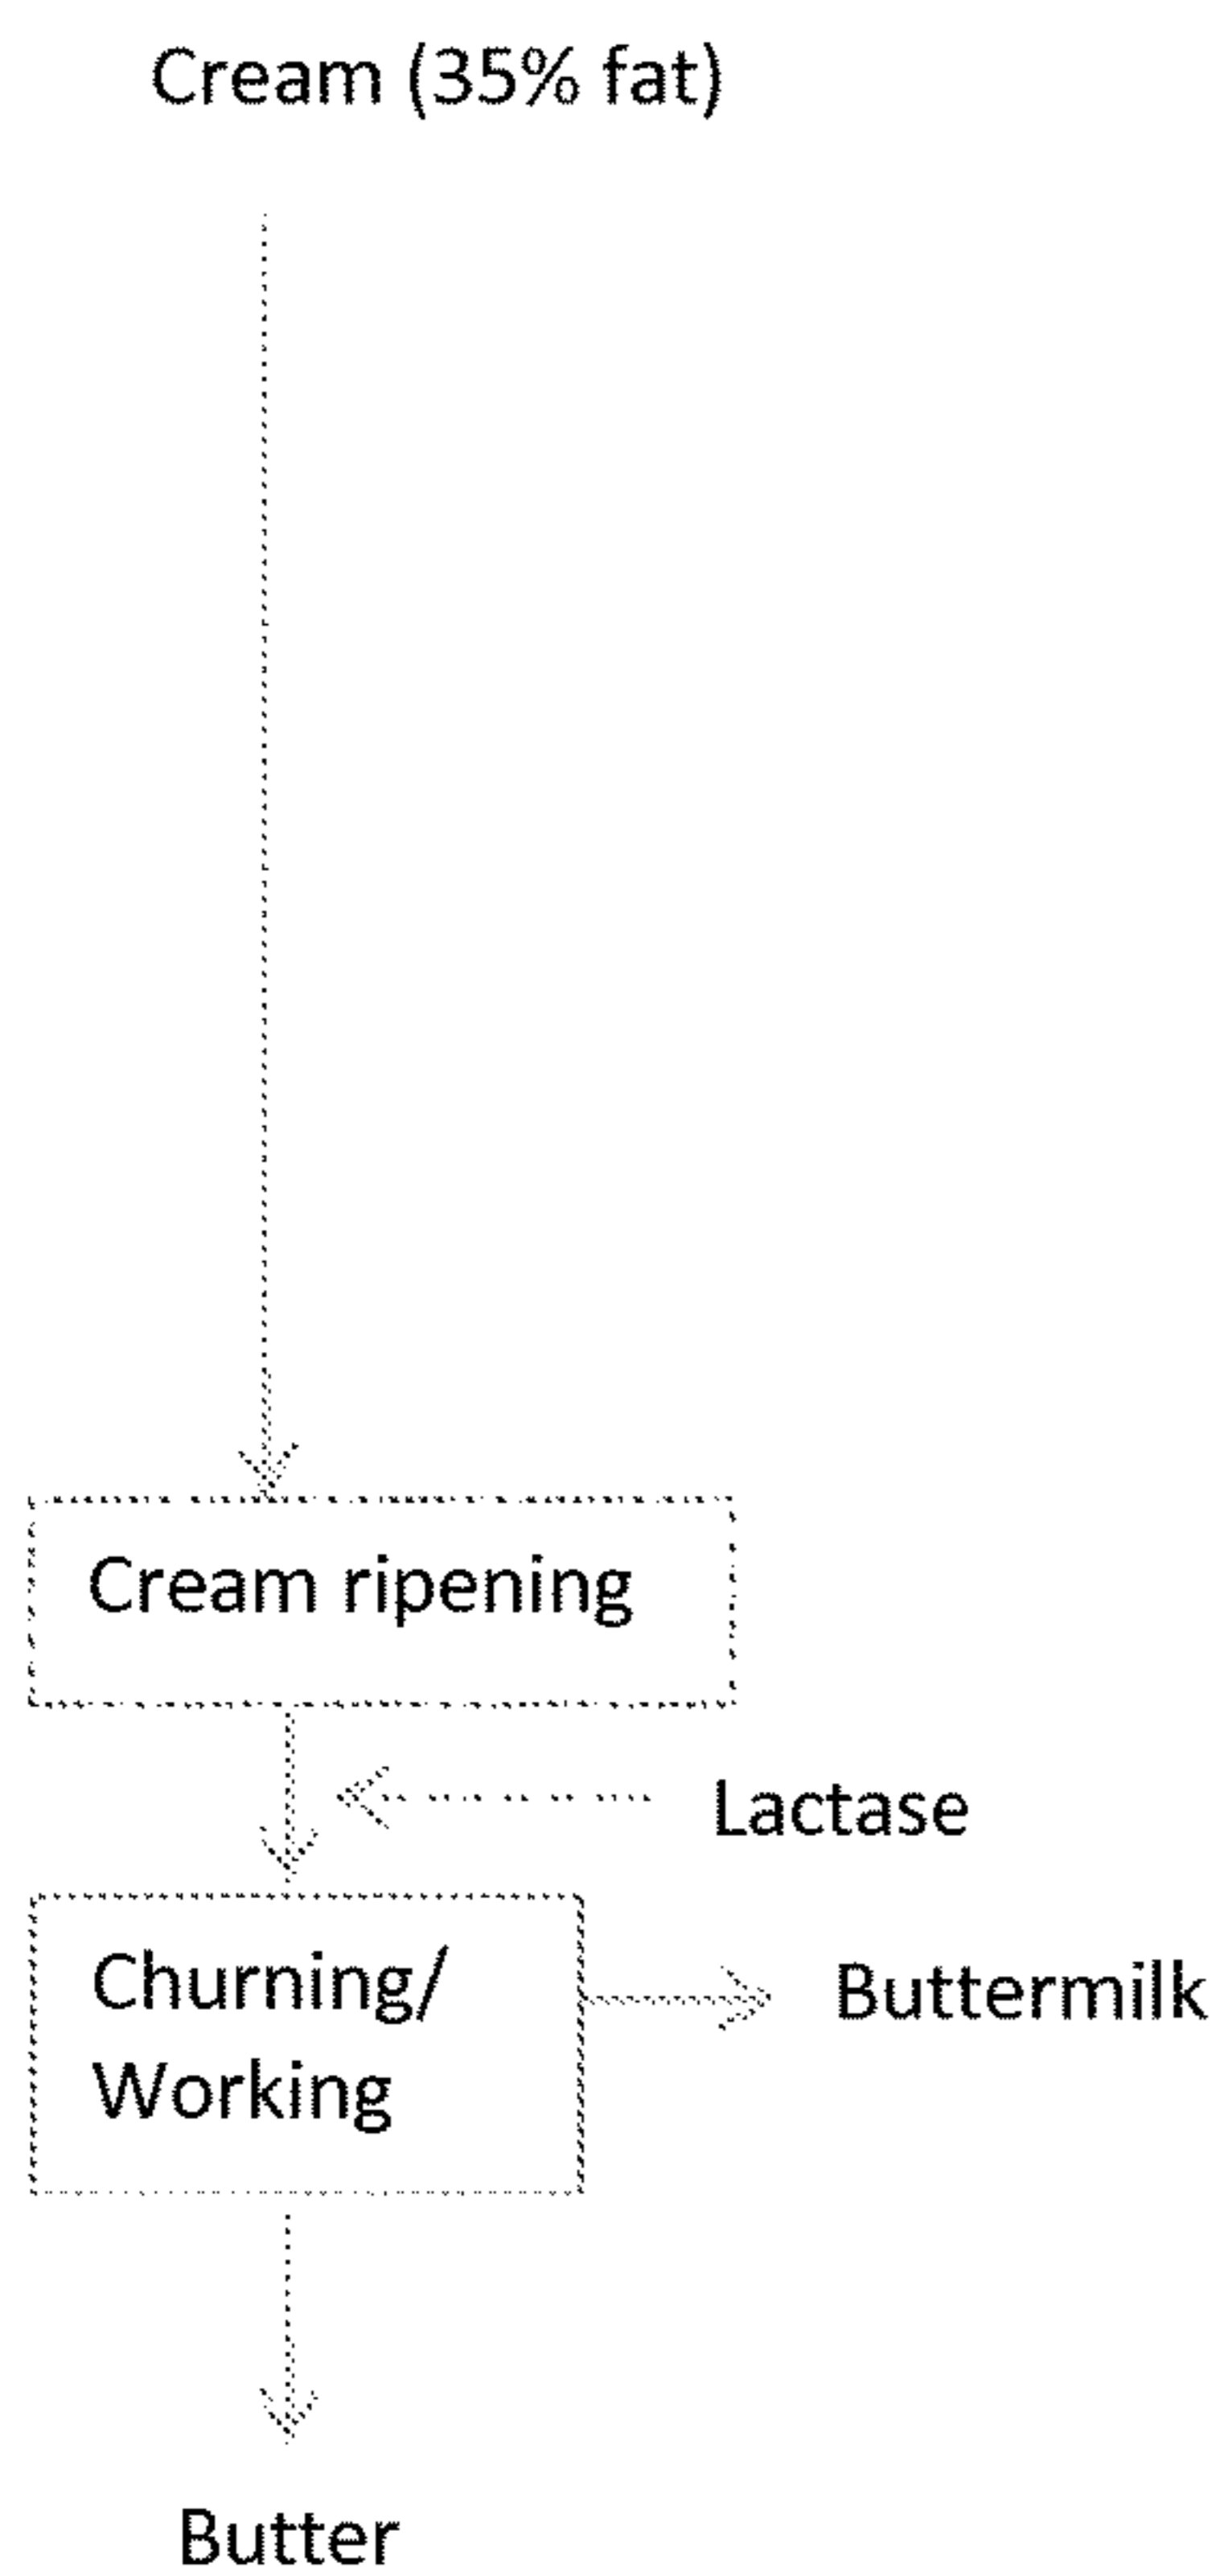 Cream (35% fat)
Cream ripening
Lactase
Churning/
Working
Buttermilk
Butter